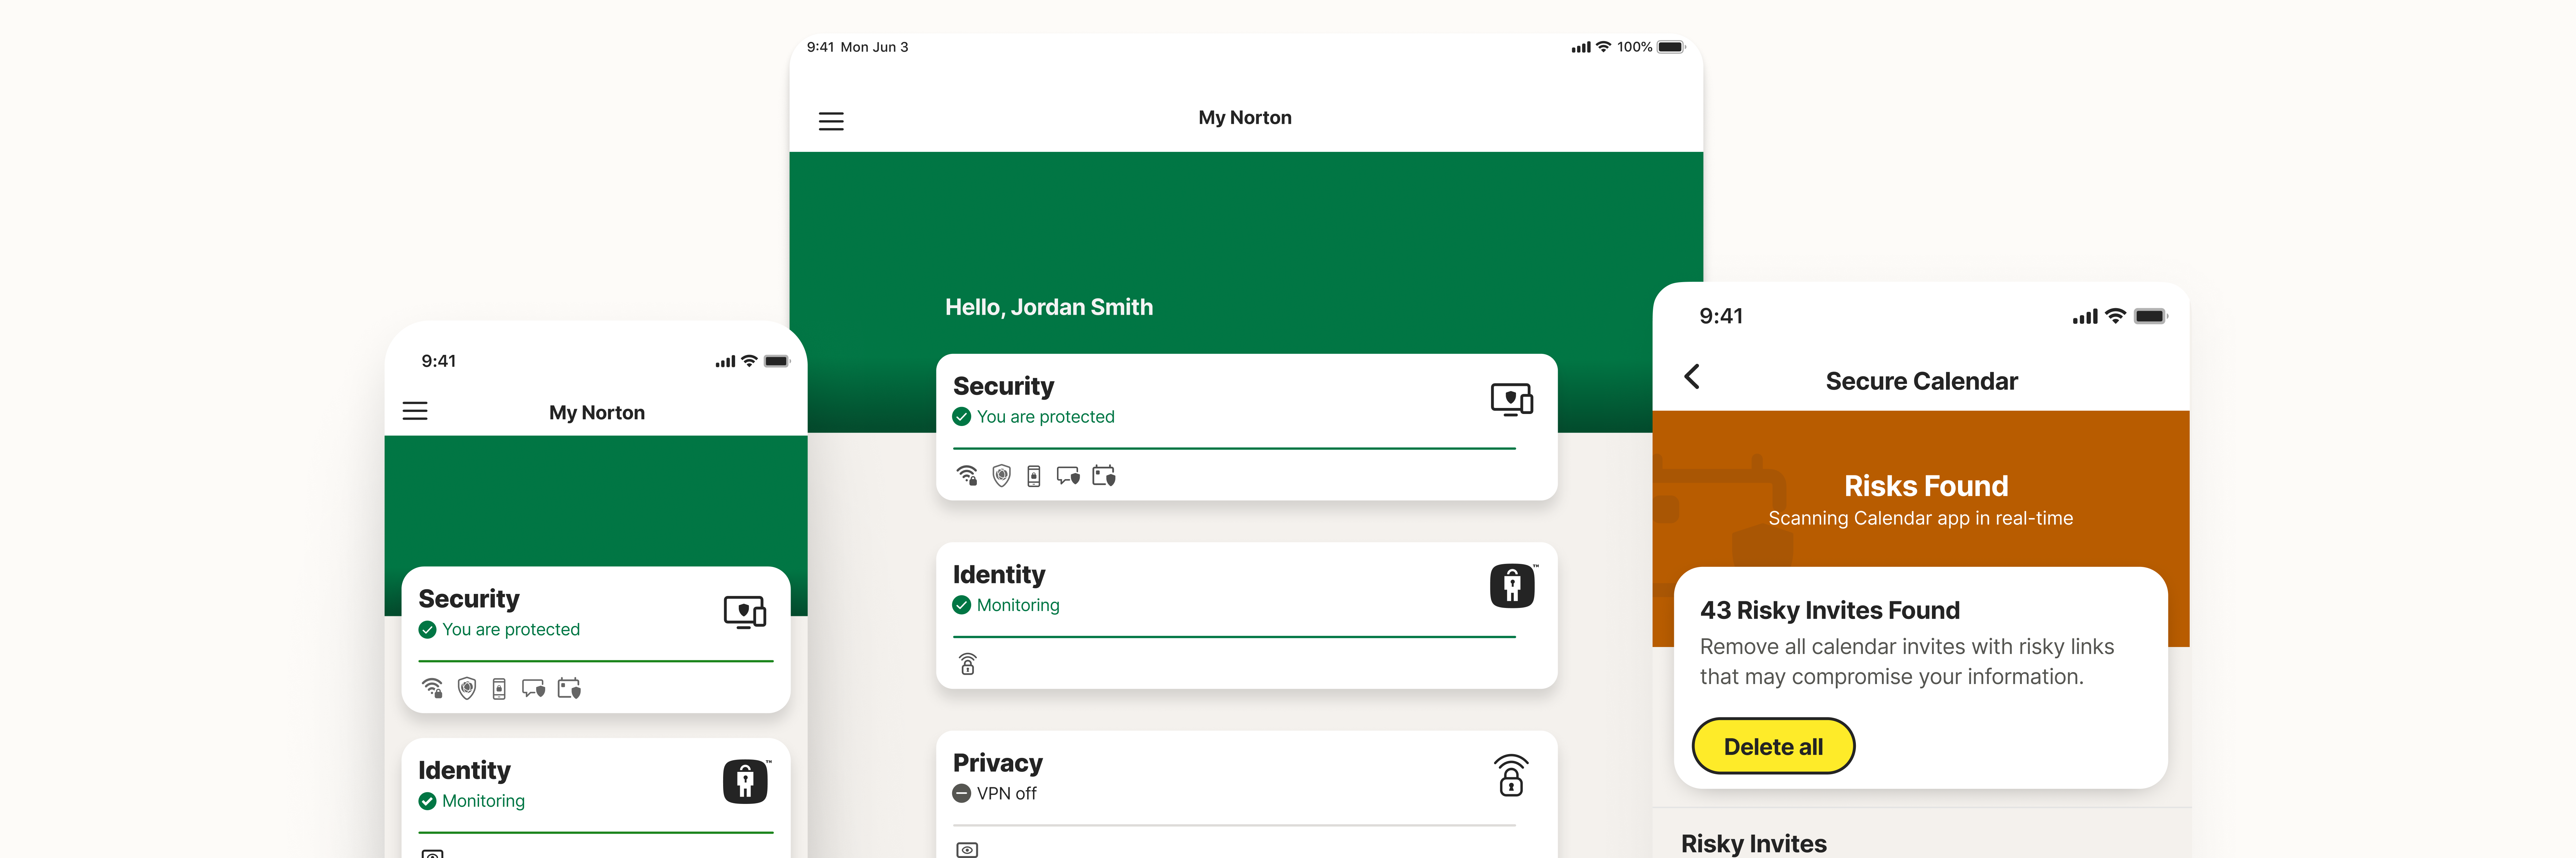 9:41 Mon Jun 3
100%
My Norton
Hello, Jordan Smith
Security
You are protected
Identity
™
Monitoring
Privacy
VPN off
9:41
My Norton
Security
You are protected
Identity
™
Monitoring
9:41
Secure Calendar
Risks Found
Scanning Calendar app in real-time
43 Risky Invites Found
Remove all calendar invites with risky links
that may compromise your information.
Delete all
Risky Invites